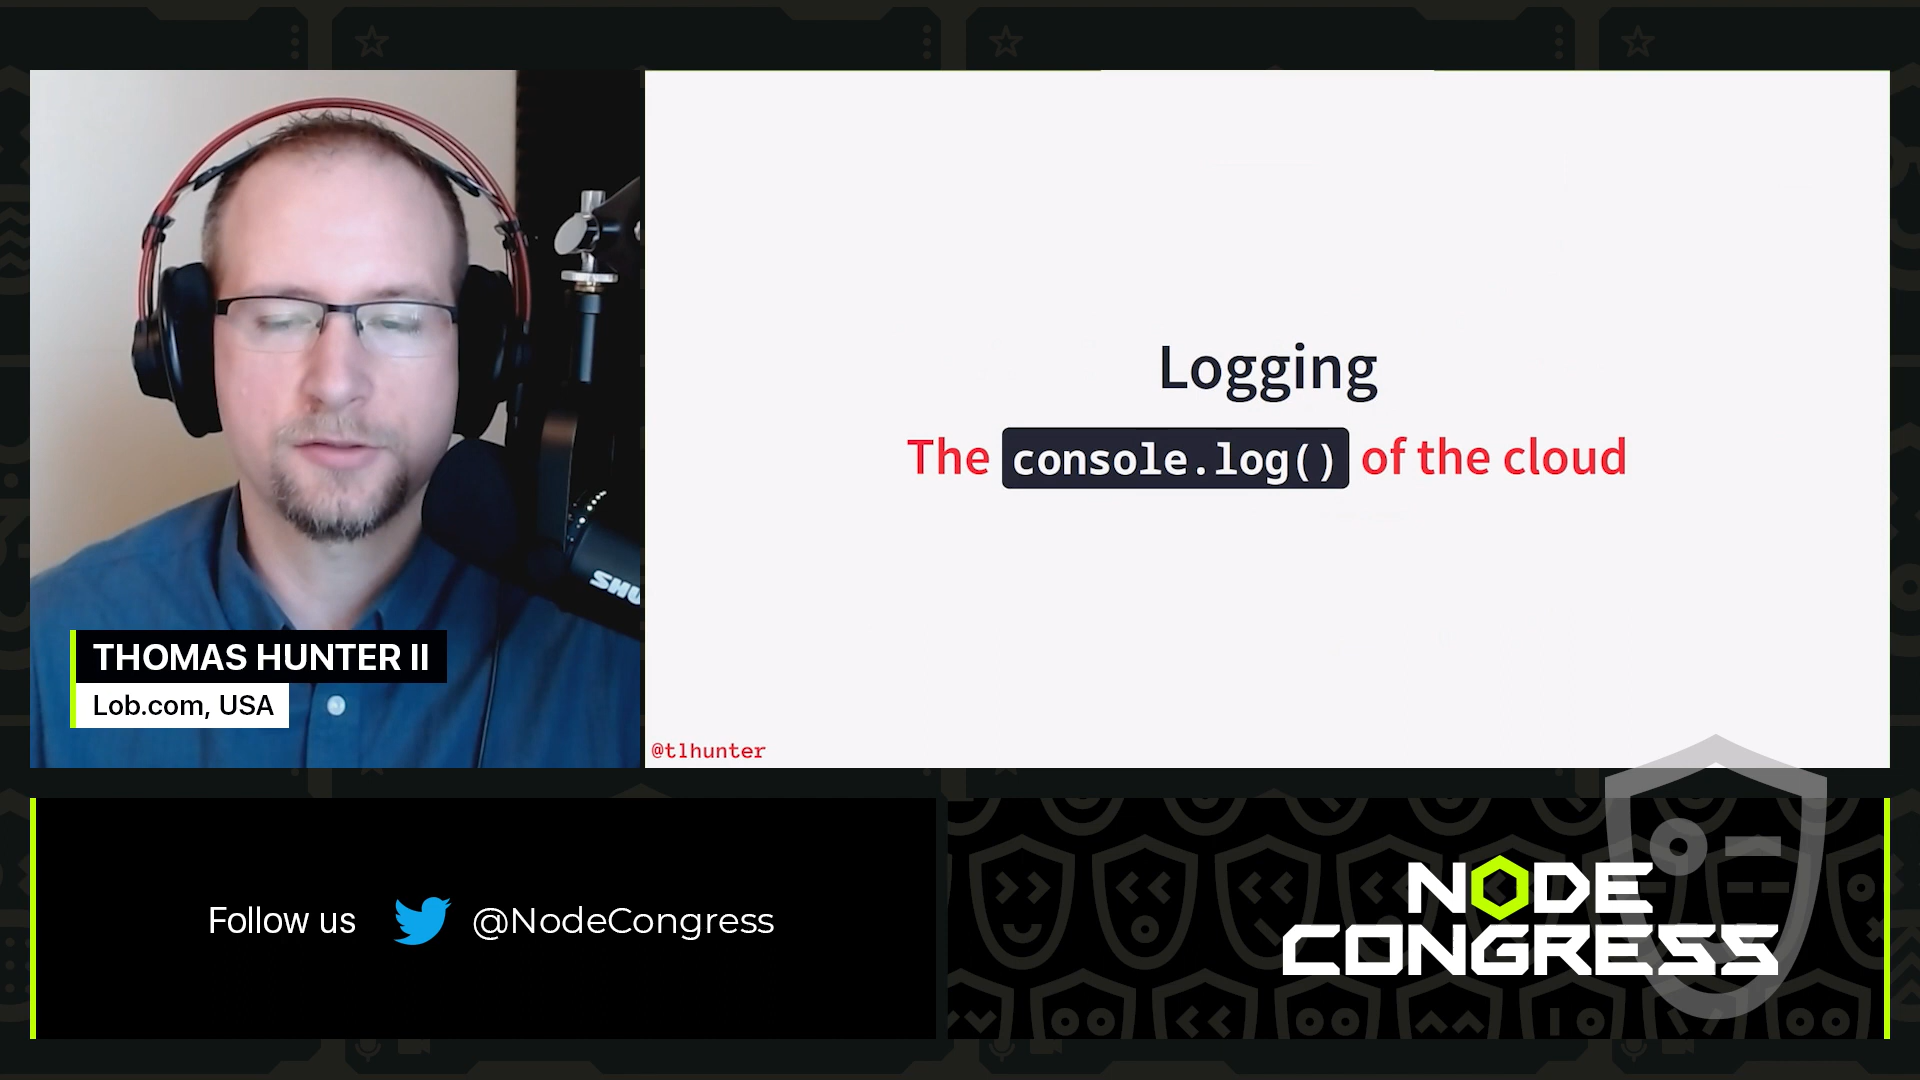 Logging
The console.log() of the cloud
@tlhunter
THOMAS HUNTER II
Lob.com, USA
Follow us @NodeCongress
NODE
CONGRESS